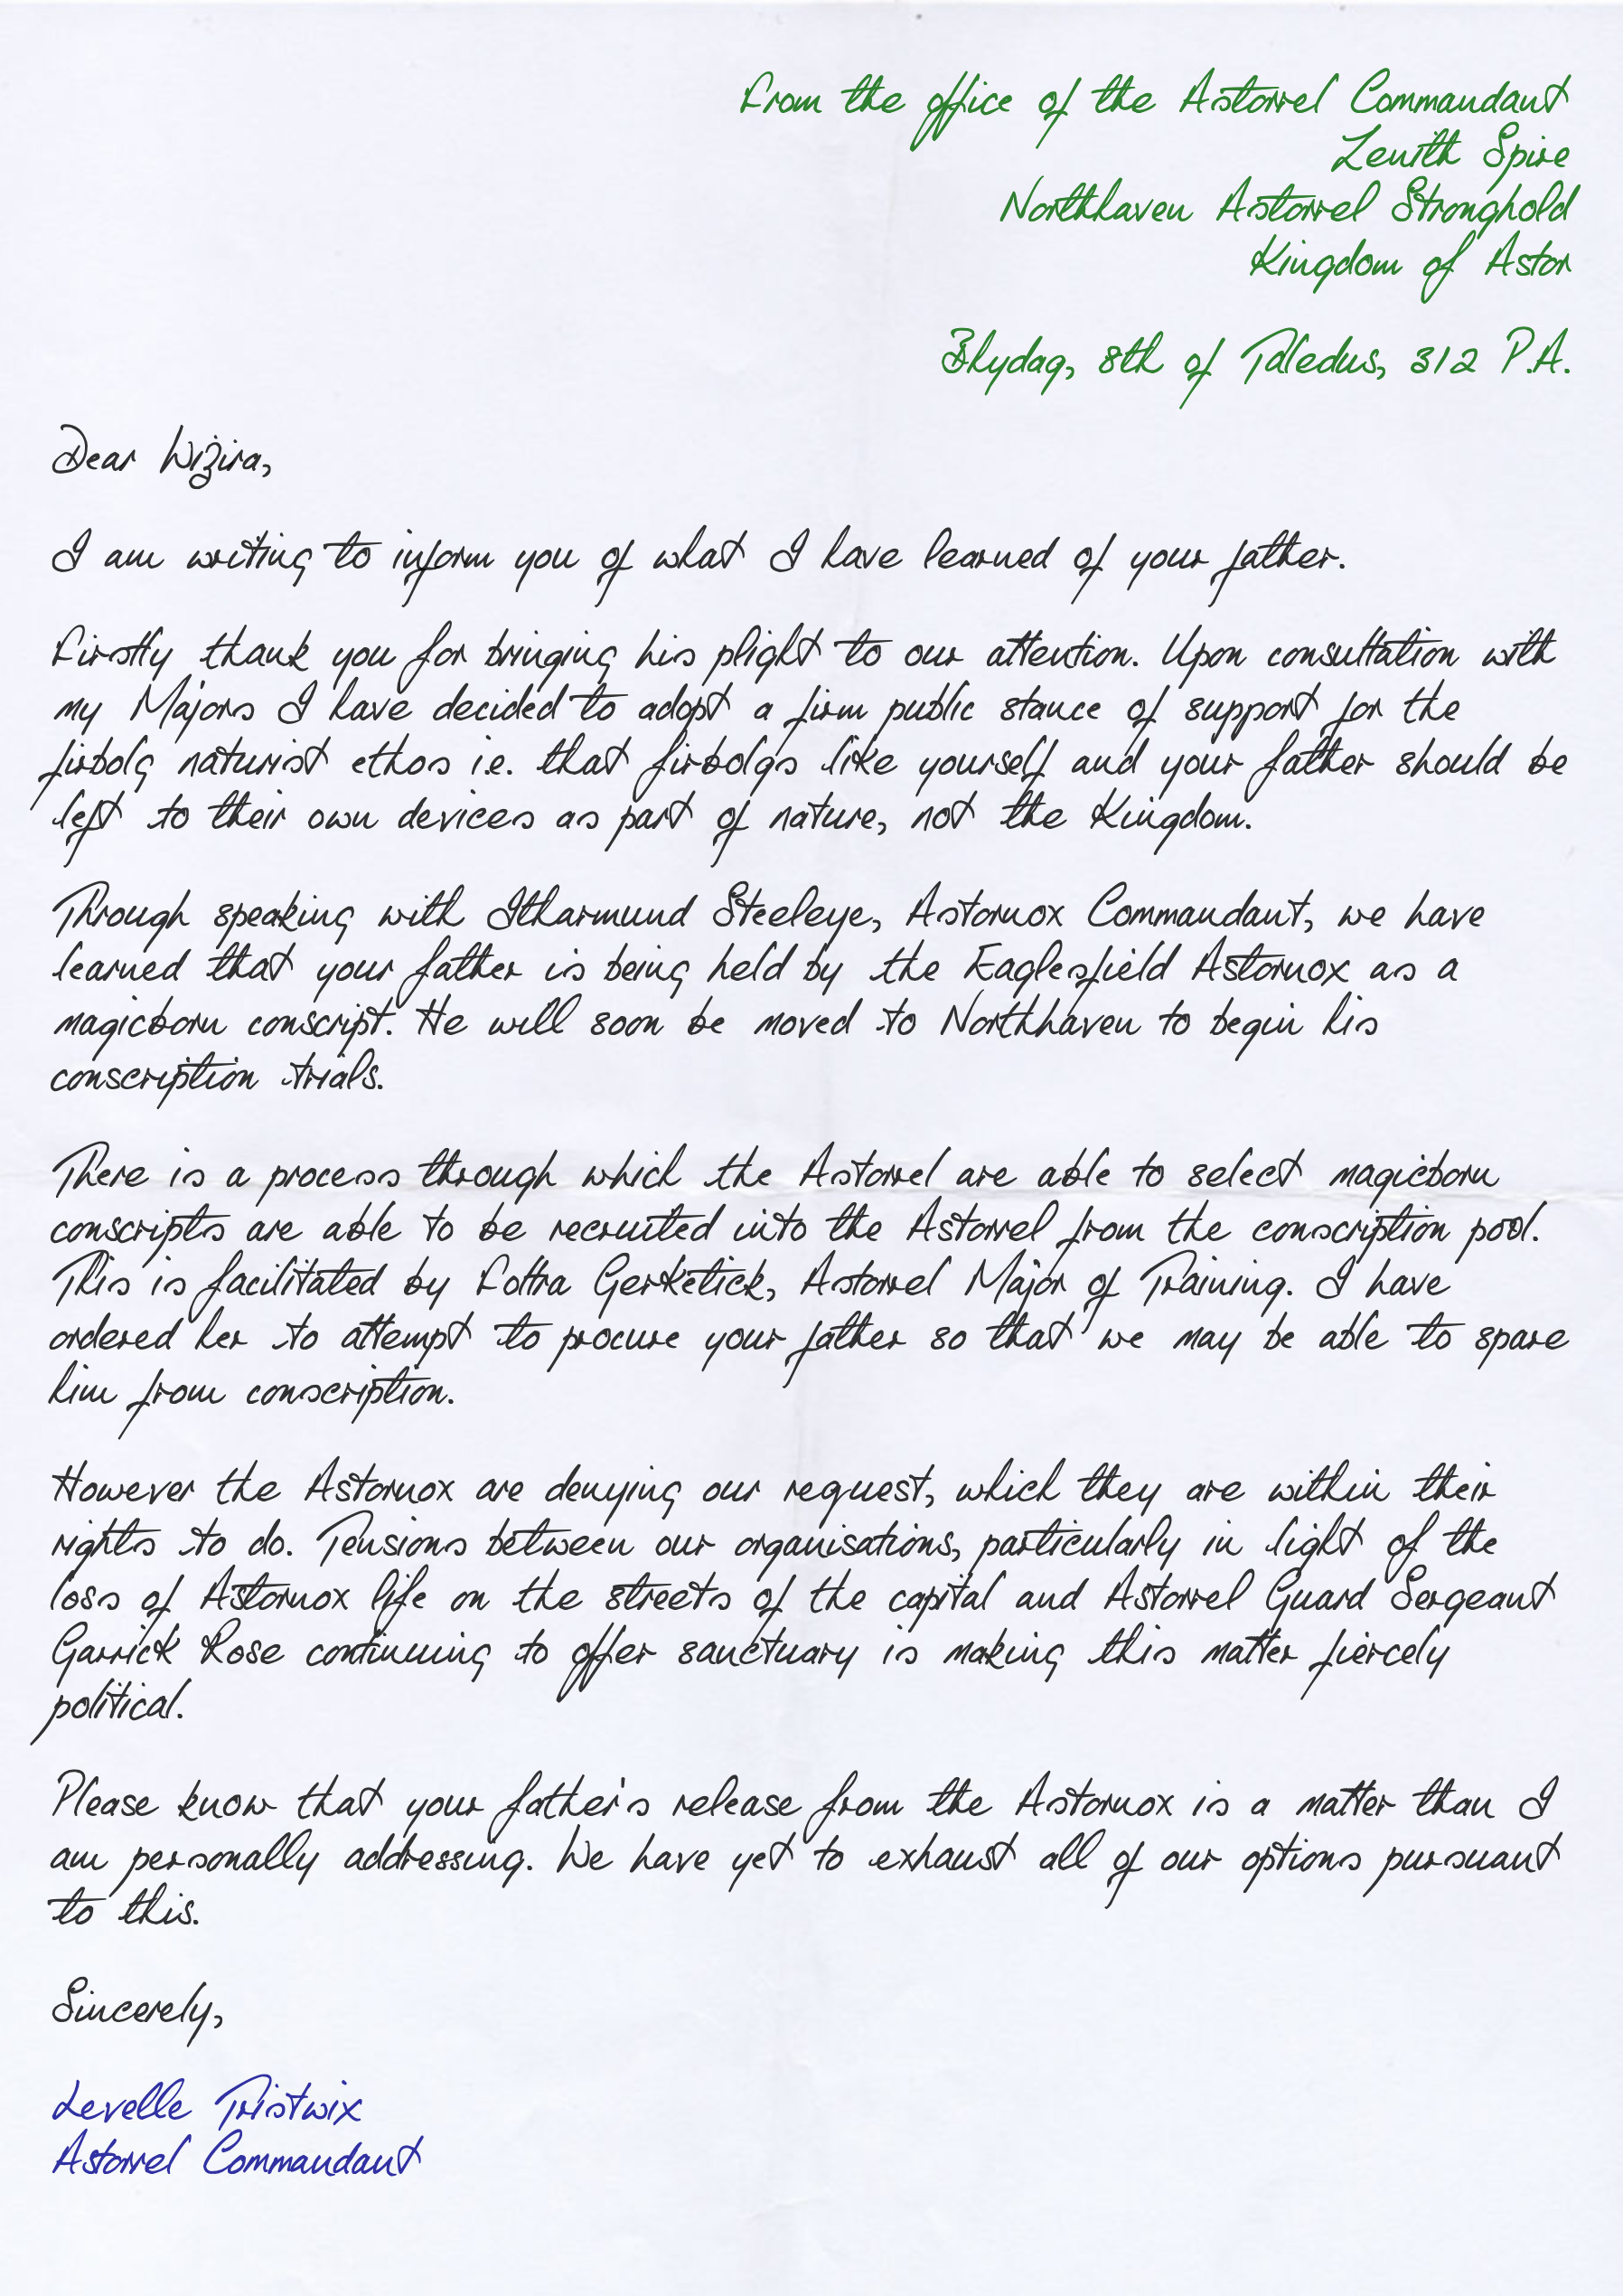 From the office of the Astorrel Commandant
Zenith Spire
Northhaven Astorrel Stronghold
Kingdom of Astor
8th of Taledus, 312 P.A.
Dear Wizira,
I am writing to inform you of what I have learned of your father.
Firstly thank you for bringing his plight to our attention. Upon consultation with
my Majors I have decided to adopt a firm public stance of support for the
firbolg naturist ethos i.e. that firbolgs like yourself and your father should be
left to their own devices as part of nature, not the Kingdom.
Through speaking with Itharmund Steeleye, Astornox Commandant, we have
learned that your father is being held by the Eaglesfield Astornox as a
magicborn conscript. He will soon be moved to Northhaven to begin his
conscription trials.
There is a process through which the Astorrel are able to select magicborn
conscripts are able to be recruited into the Astorrel from the conscription pool.
This is facilitated by Foltra Gerketick, Astorrel Major of Training. I have
ordered her to attempt to procure your father so that we may be able to spare
him from conscription.
However the Astornox are denying our request, which they are within their
rights to do. Tensions between our organisations, particularly in light of the
loss of Astornox life on the streets of the capital and Astorrel Guard Sergeant
Garrick Rose continuing to offer sanctuary is making this matter fiercely
political.
Please know that your father's release from the Astornox is a matter than I
am personally addressing. We have yet to exhaust all of our options pursuant
to this.
Sincerely,
Levelle Tristwix
Astorrel Commandant